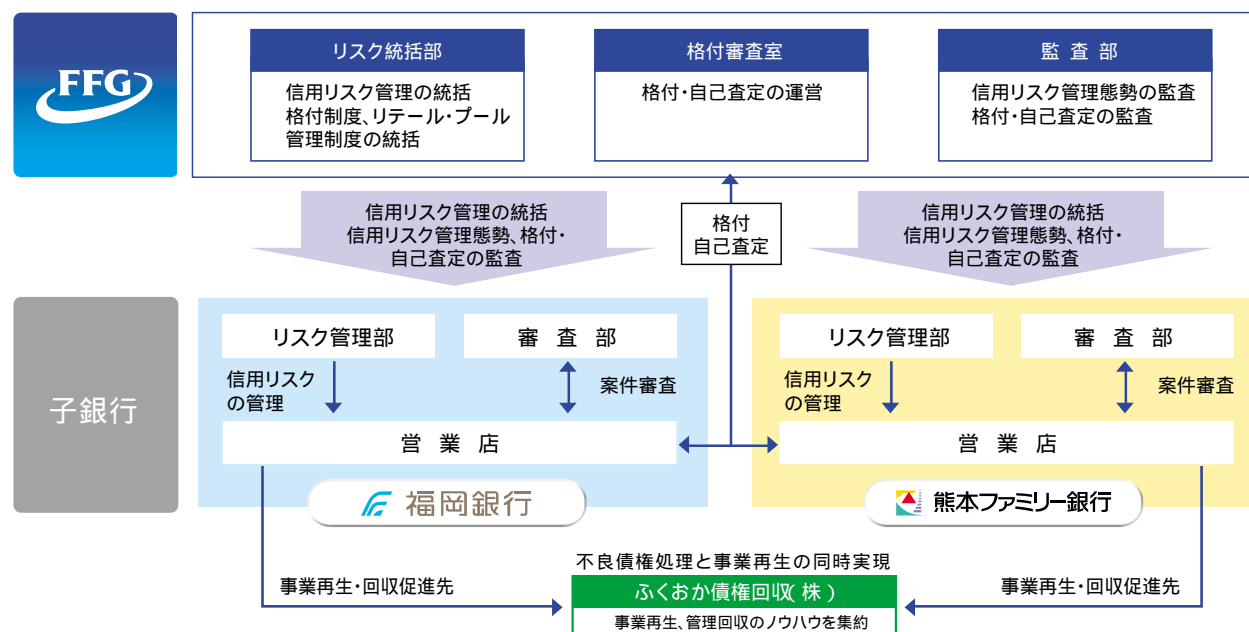 FFG
リスク統括部
信用リスク管理の統括
格付制度、リテール・プール
管理制度の統括
格付審査室
格付・自己査定の運営
監査部
信用リスク管理態勢の監査
格付・自己査定の監査
信用リスク管理の統括
信用リスク管理態勢、格付・
自己査定の監査
格付
自己査定
信用リスク管理の統括
信用リスク管理態勢、格付・
自己査定の監査
子銀行
リスク管理部
審査部
信用リスク
の管理
案件審査
営業店
福岡銀行
リスク管理部
審査部
信用リスク
の管理
案件審査
営業店
熊本ファミリー銀行
不良債権処理と事業再生の同時実現
事業再生・回収促進先
ふくおか債権回収(株)
事業再生・回収促進先
事業再生、管理回収のノウハウを集約